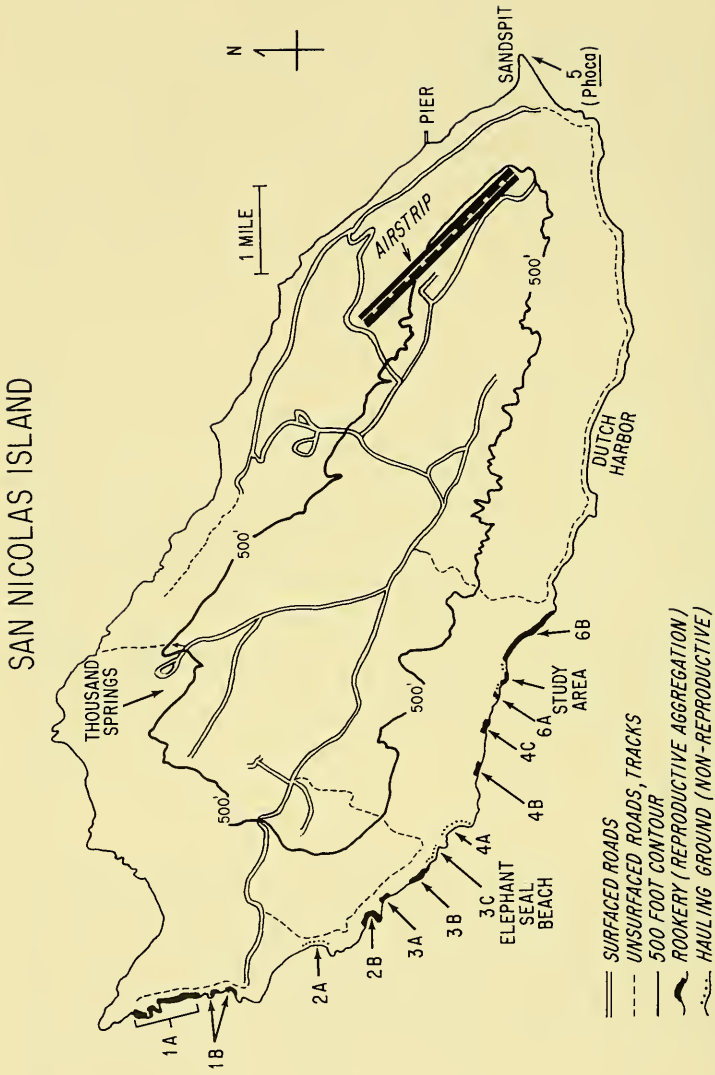 SAN NICOLAS ISLAND
N
1 MILE
PIER
SANDSPIT
5
(Phoca)
AIRSTRIP
THOUSAND
SPRINGS
500'
500'
500'
500'
DUTCH
HARBOR
1A
1B
2A
2B
3A
3B
3C
ELEPHANT
SEAL
BEACH
4A
4B
4C
6A
STUDY
AREA
6B
SURFACED ROADS
UNSURFACED ROADS, TRACKS
500 FOOT CONTOUR
ROOKERY (REPRODUCTIVE AGGREGATION)
HAULING GROUND (NON-REPRODUCTIVE)